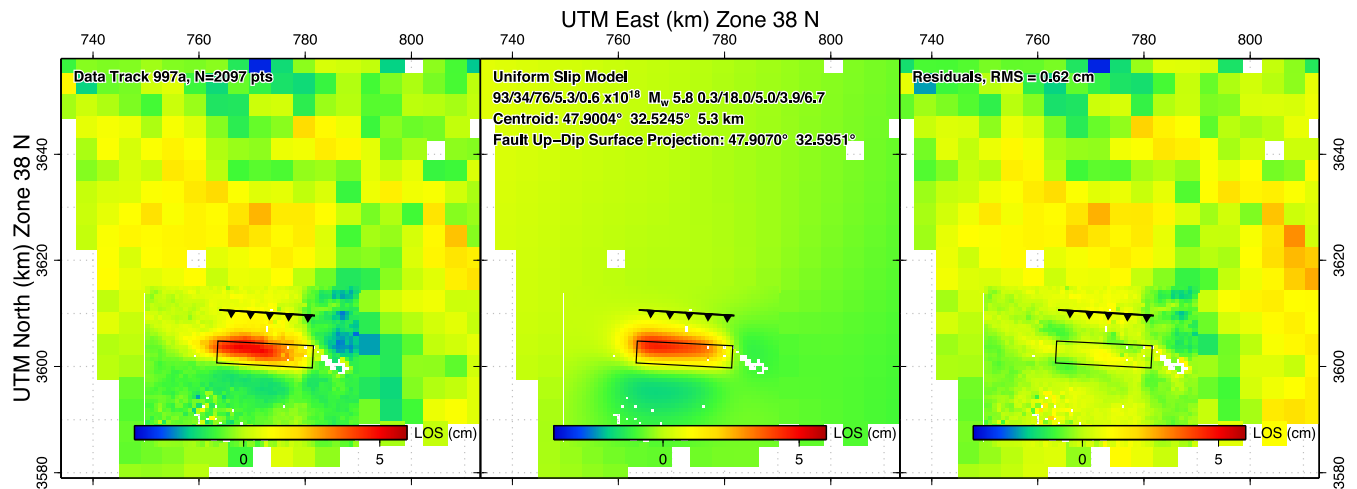 UTM East (km) Zone 38 N
740 760 780 800 740 760 780 800 740 760 780 800
Data Track 997a, N=2097 pts
Uniform Slip Model
93/34/76/5.3/0.6 x10¹⁸ Mw 5.8 0.3/18.0/5.0/3.9/6.7
Centroid: 47.9004° 32.5245° 5.3 km
Fault Up-Dip Surface Projection: 47.9070° 32.5951°
Residuals, RMS = 0.62 cm
UTM North (km) Zone 38 N
3640
3620
3600
3580
3640
3620
3600
3580
LOS (cm)
0 5
LOS (cm)
0 5
LOS (cm)
0 5